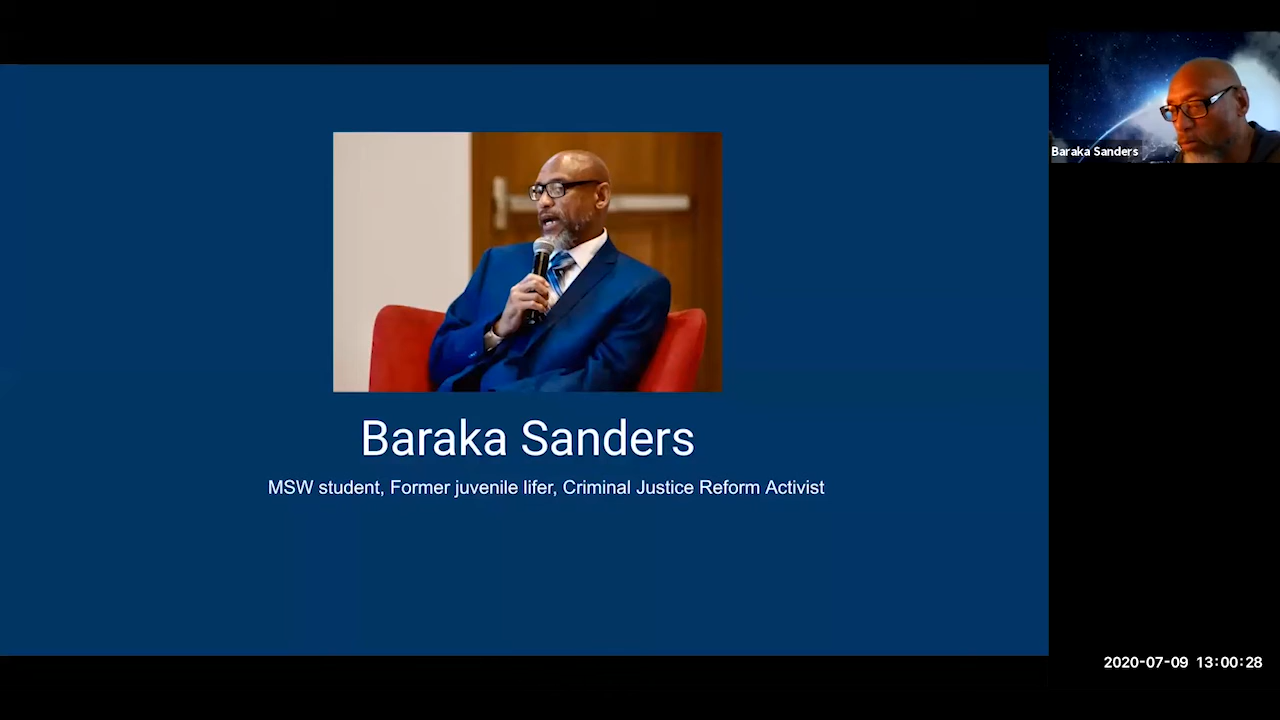 Baraka Sanders
Baraka Sanders
MSW student, Former juvenile lifer, Criminal Justice Reform Activist
2020-07-09 13:00:28